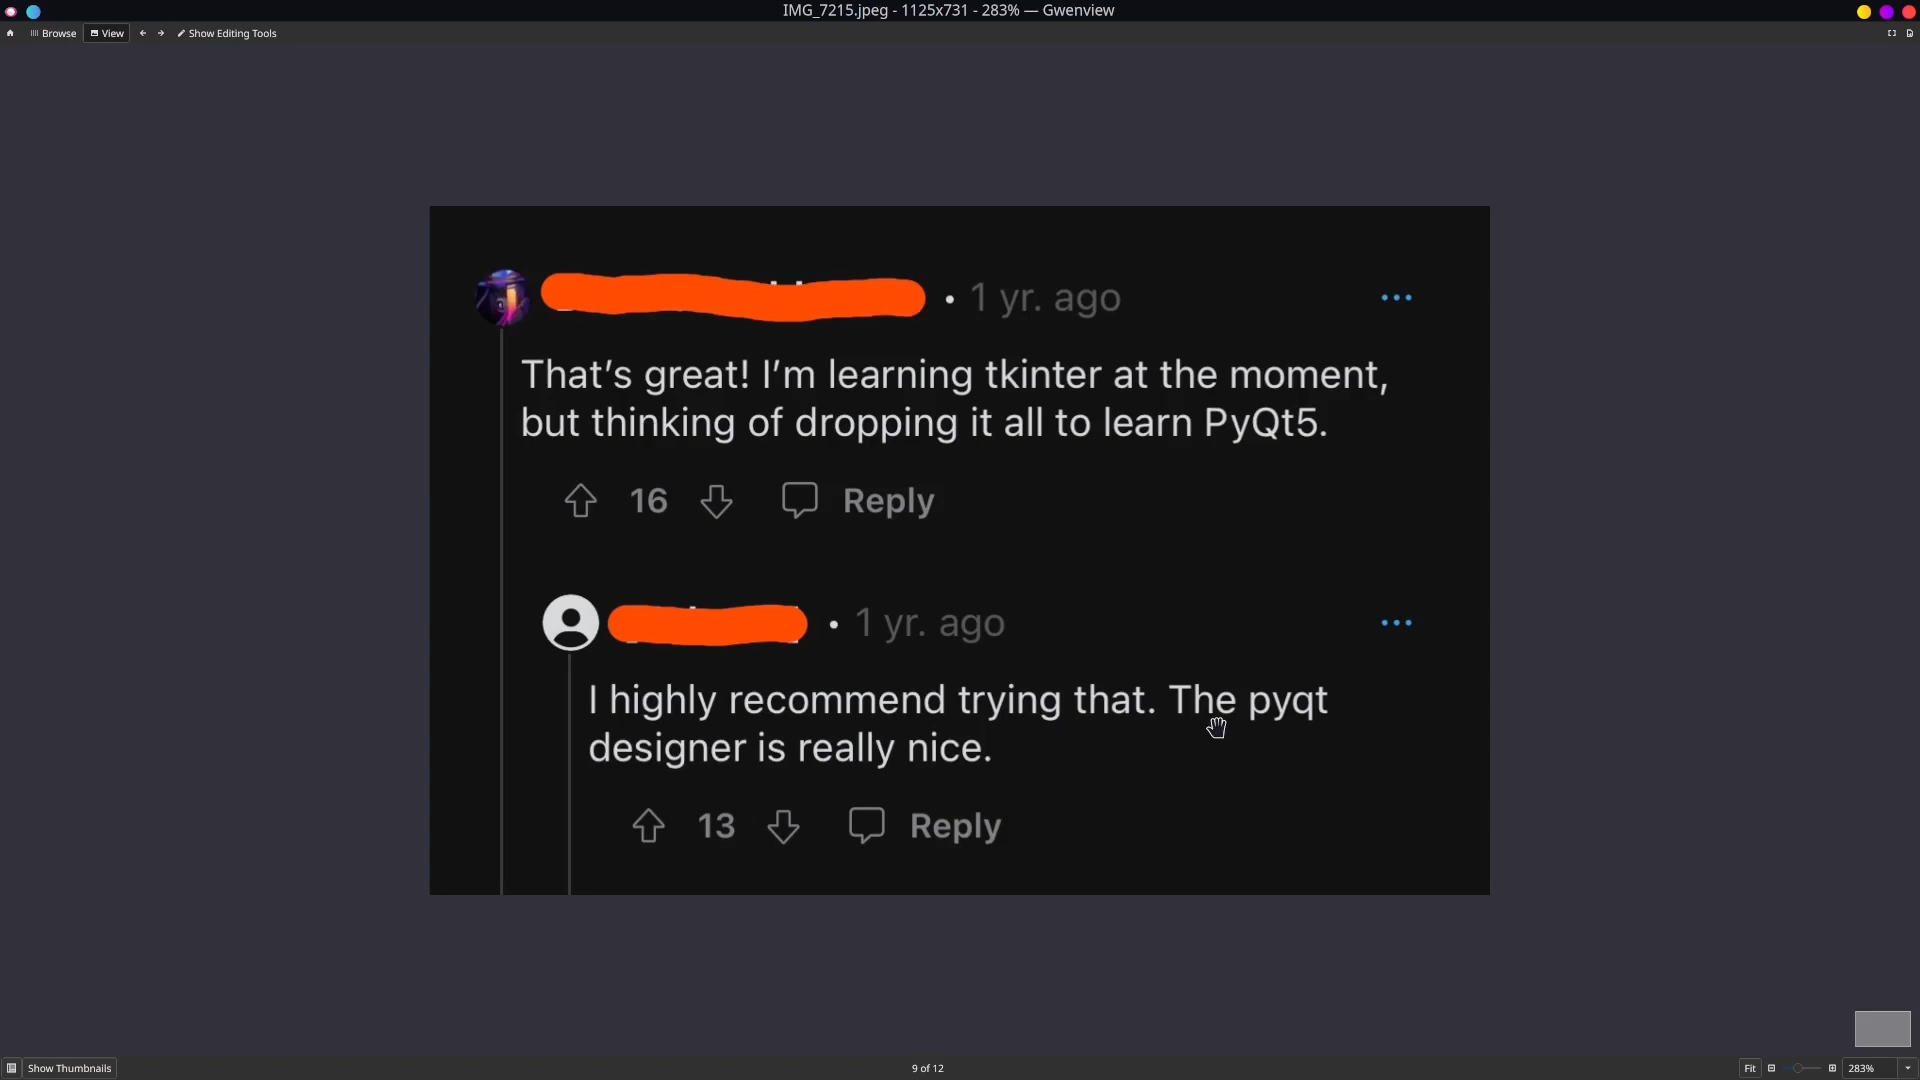 IMG_7215.jpeg - 1125x731 - 283% — Gwenview
Browse
View
Show Editing Tools
• 1 yr. ago
That’s great! I’m learning tkinter at the moment,
but thinking of dropping it all to learn PyQt5.
16
Reply
• 1 yr. ago
I highly recommend trying that. The pyqt
designer is really nice.
13
Reply
Show Thumbnails
9 of 12
Fit
283%